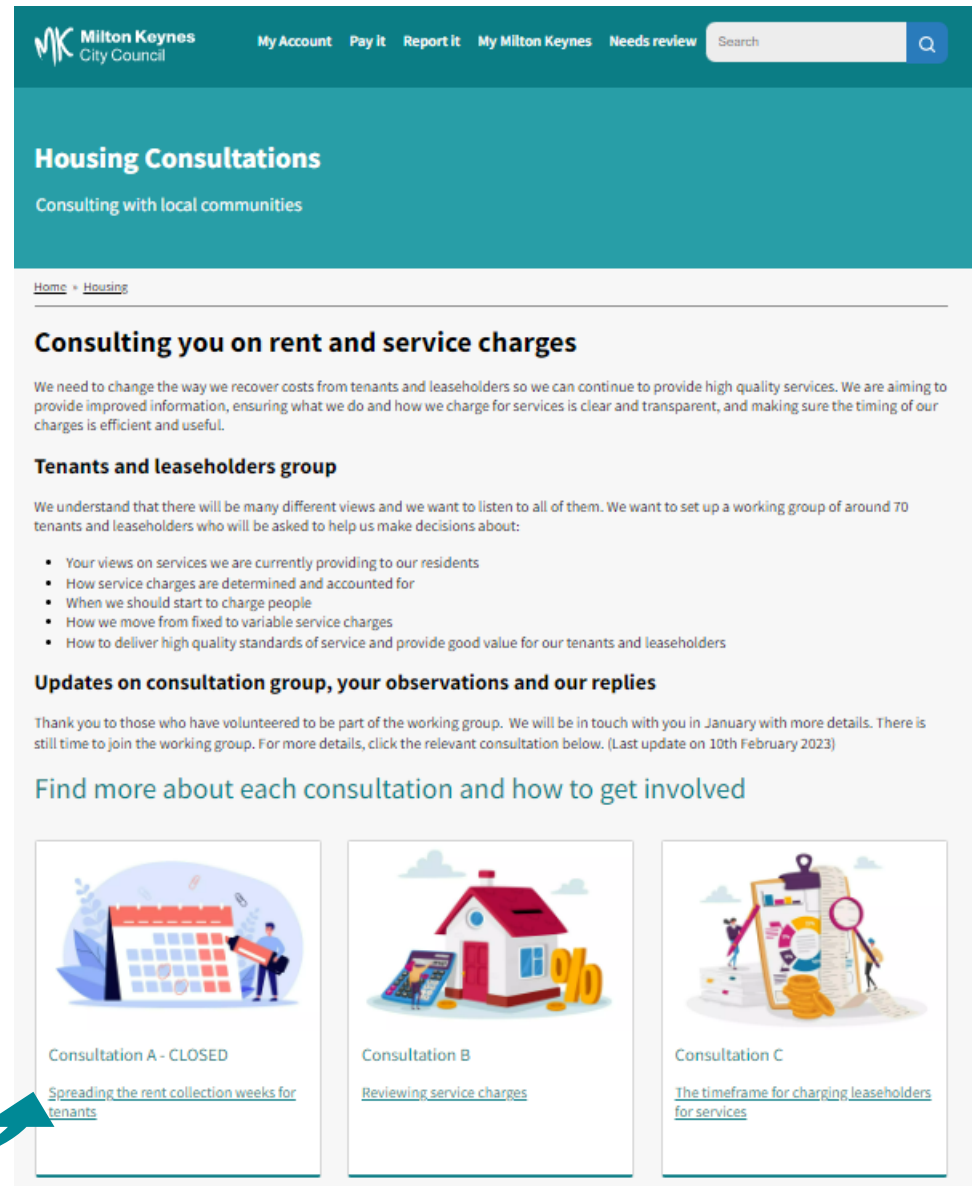 Milton Keynes
City Council
My Account Pay it Report it My Milton Keynes Needs review Search
Housing Consultations
Consulting with local communities
Home » Housing
Consulting you on rent and service charges
We need to change the way we recover costs from tenants and leaseholders so we can continue to provide high quality services. We are aiming to
provide improved information, ensuring what we do and how we charge for services is clear and transparent, and making sure the timing of our
charges is efficient and useful.
Tenants and leaseholders group
We understand that there will be many different views and we want to listen to all of them. We want to set up a working group of around 70
tenants and leaseholders who will be asked to help us make decisions about:
• Your views on services we are currently providing to our residents
• How service charges are determined and accounted for
• When we should start to charge people
• How we move from fixed to variable service charges
• How to deliver high quality standards of service and provide good value for our tenants and leaseholders
Updates on consultation group, your observations and our replies
Thank you to those who have volunteered to be part of the working group. We will be in touch with you in January with more details. There is
still time to join the working group. For more details, click the relevant consultation below. (Last update on 10th February 2023)
Find more about each consultation and how to get involved
Consultation A - CLOSED
Spreading the rent collection weeks for
tenants
Consultation B
Reviewing service charges
Consultation C
The timeframe for charging leaseholders
for services